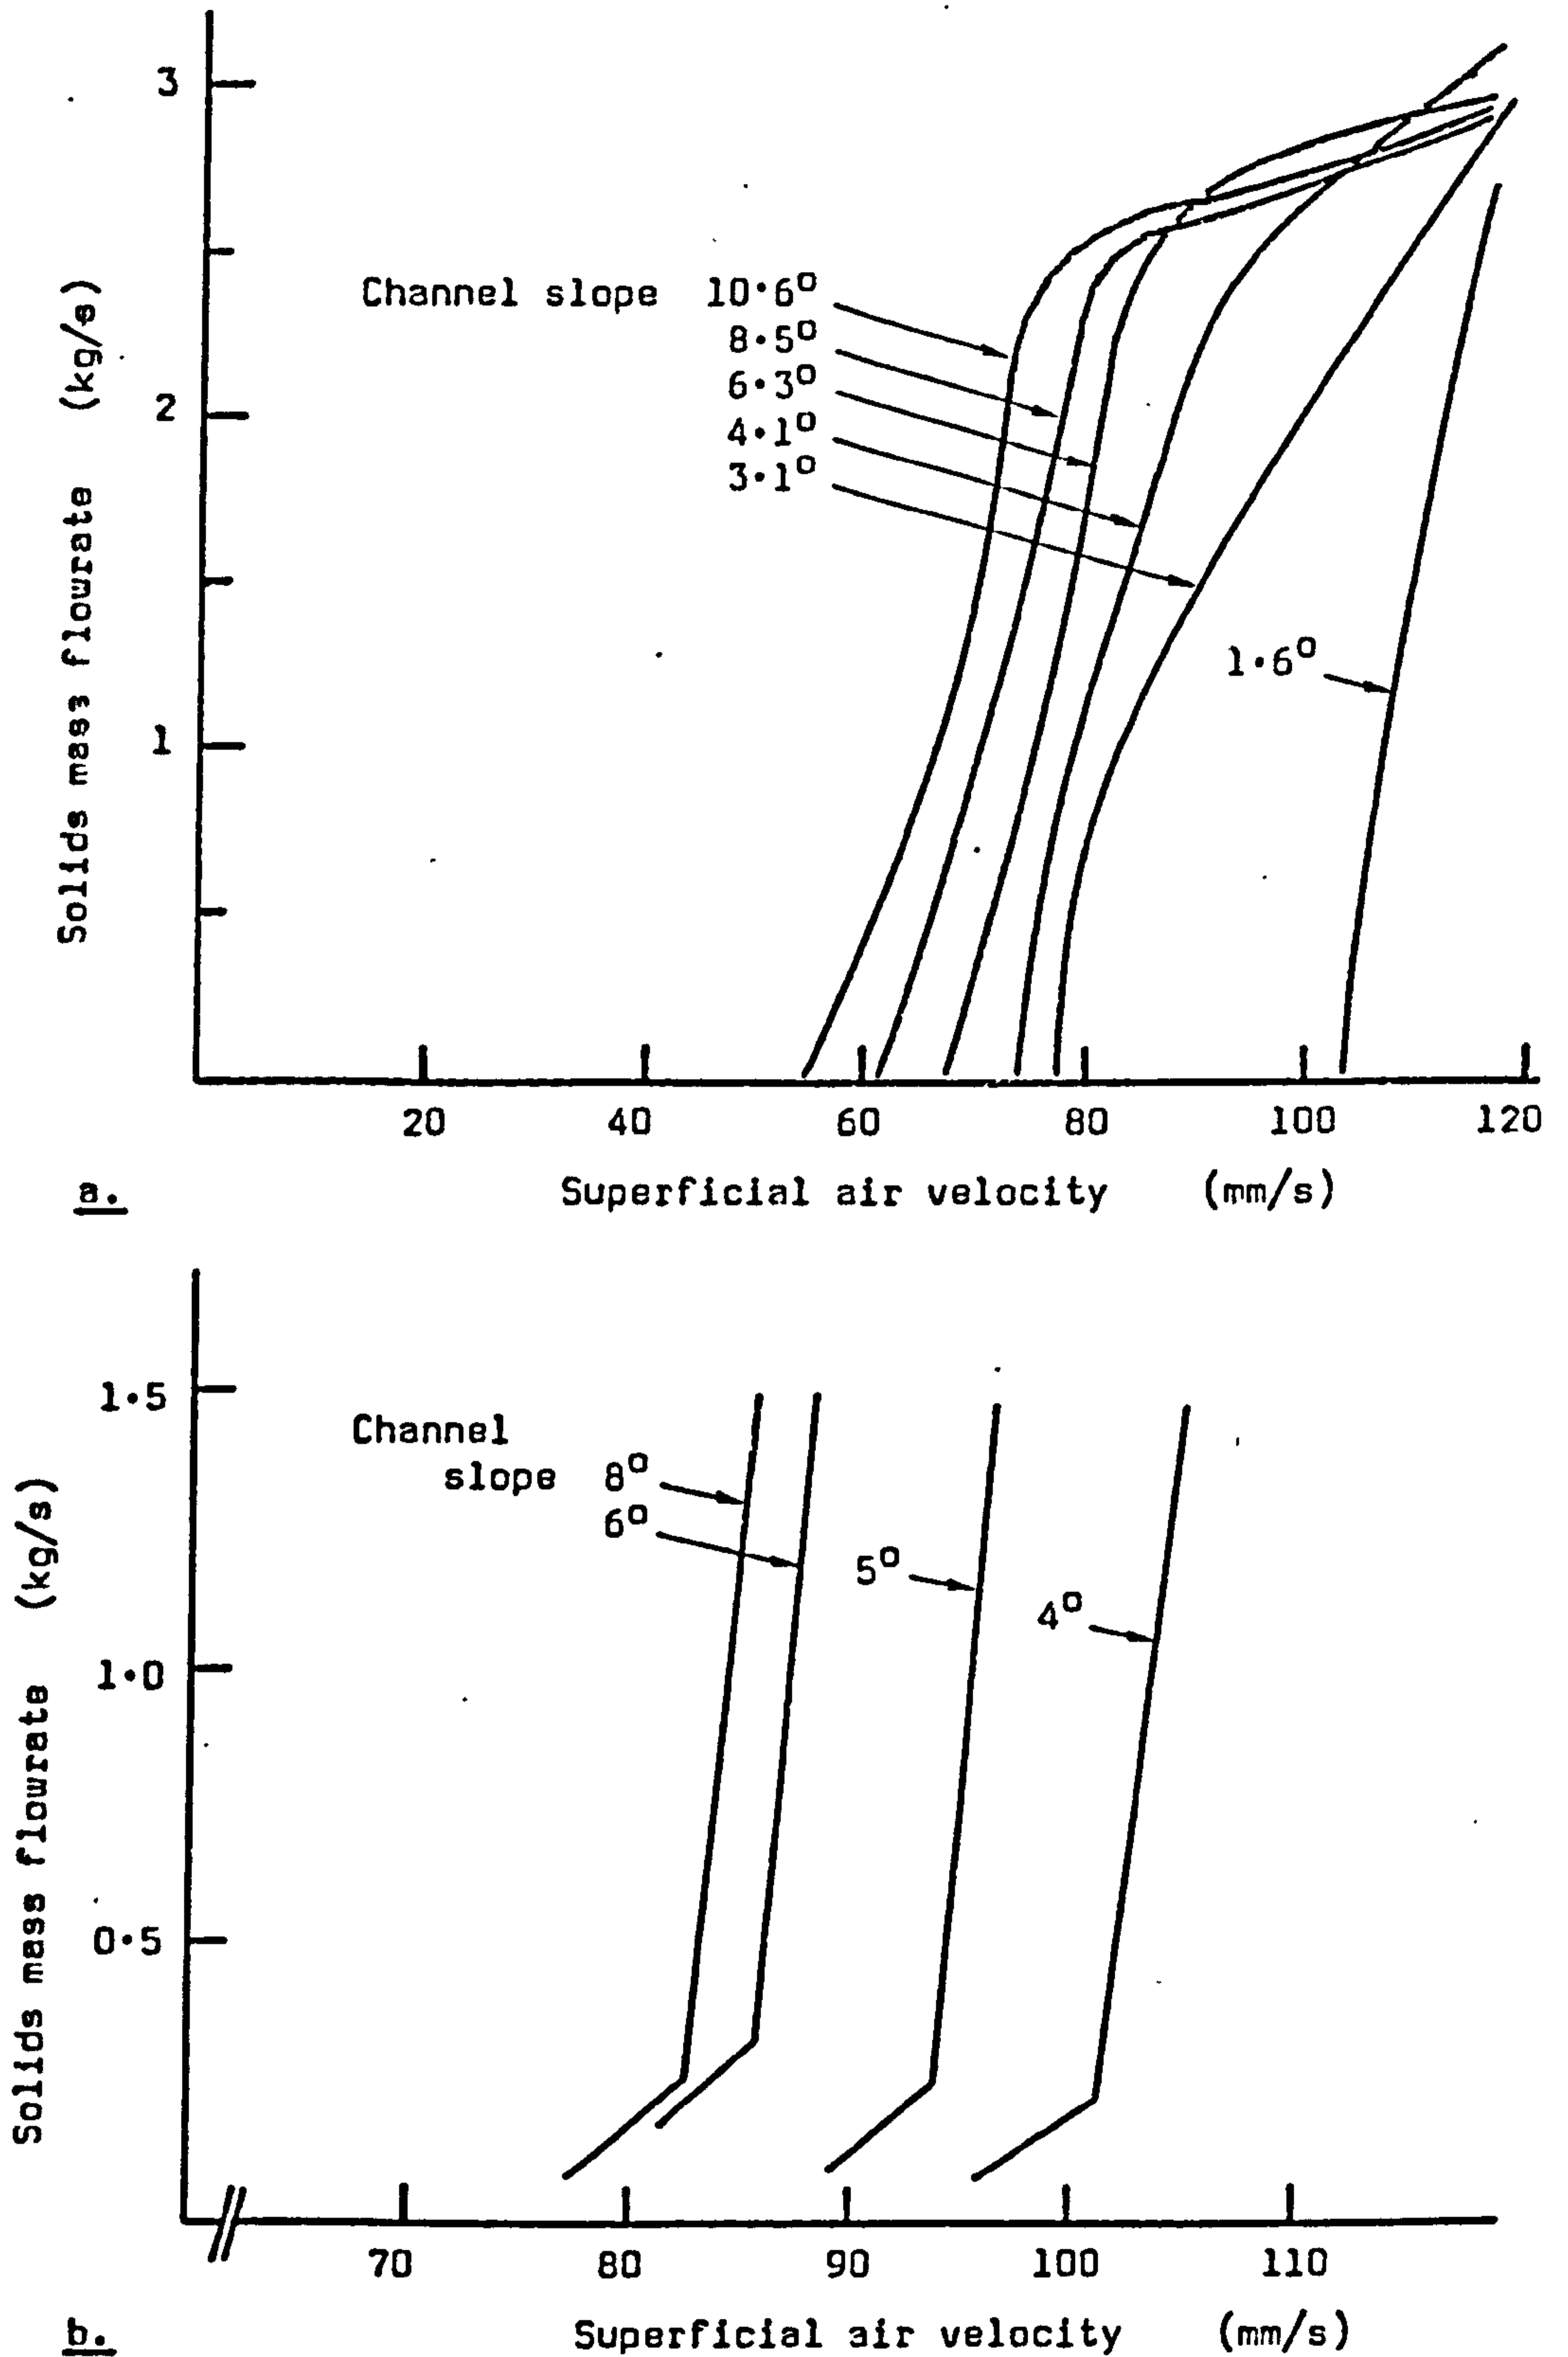 3
2
1
Solids mass flowrate (kg/s)
Channel slope 10·6°
8·5°
6·3°
4·1°
3·1°
1·6°
20 40 60 80 100 120
a. Superficial air velocity (mm/s)
1·5
1·0
0·5
Solids mass flowrate (kg/s)
Channel
slope 8°
6°
5°
4°
70 80 90 100 110
b. Superficial air velocity (mm/s)